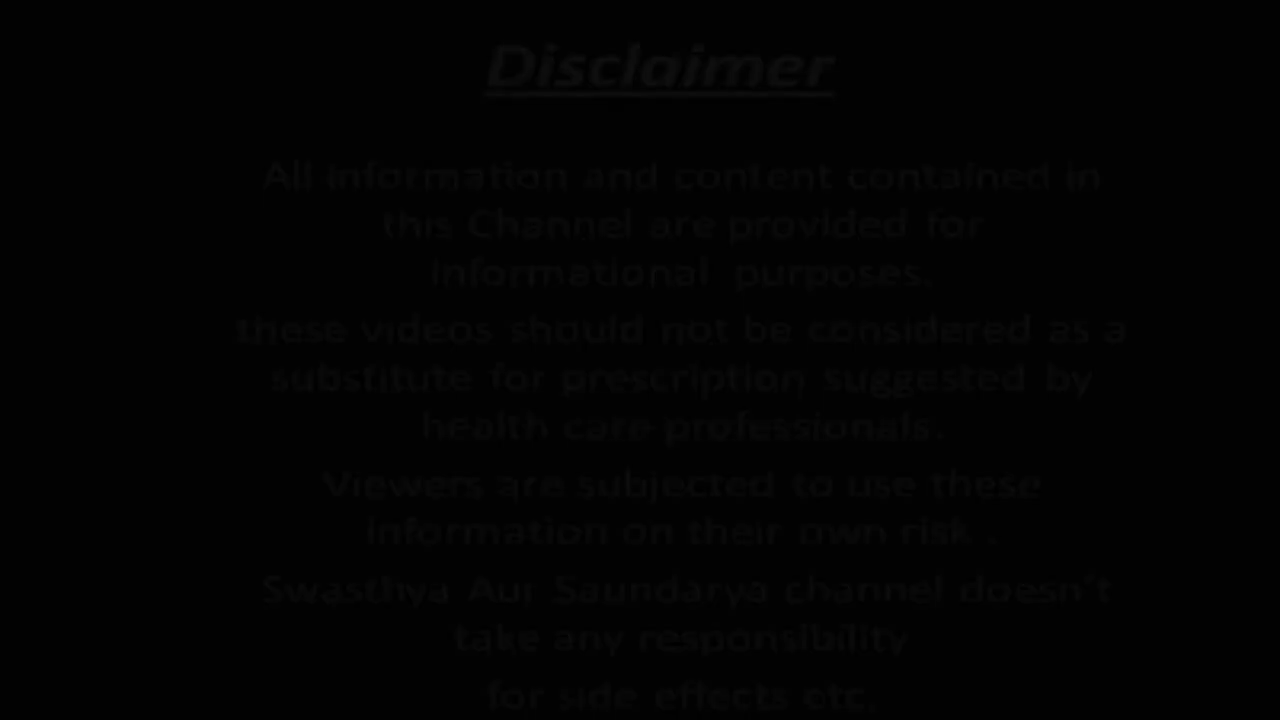 Disclaimer
All information and content contained in
this Channel are provided for
informational purposes.
these videos should not be considered as a
substitute for prescription suggested by
health care professionals.
Viewers are subjected to use these
information on their own risk .
Swasthya Aur Saundarya channel doesn't
take any responsibility
for side effects etc.